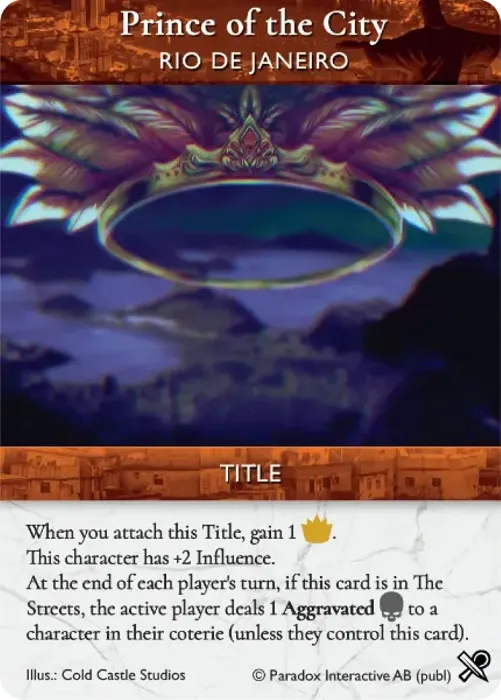 Prince of the City
RIO DE JANEIRO
TITLE
When you attach this Title, gain 1 .
This character has +2 Influence.
At the end of each player's turn, if this card is in The
Streets, the active player deals 1 Aggravated to a
character in their coterie (unless they control this card).
Illus.: Cold Castle Studios © Paradox Interactive AB (publ)